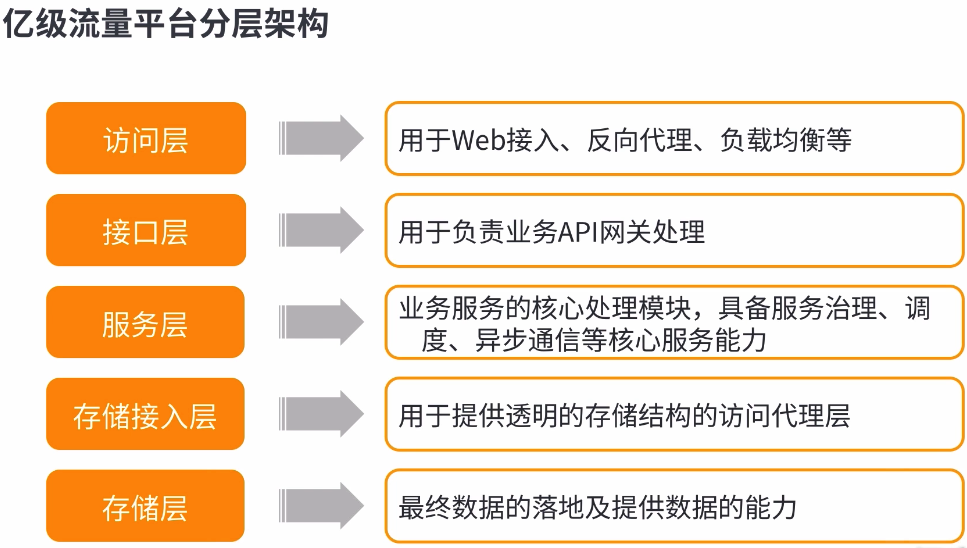 亿级流量平台分层架构
访问层
用于Web接入、反向代理、负载均衡等
接口层
用于负责业务API网关处理
服务层
业务服务的核心处理模块，具备服务治理、调
度、异步通信等核心服务能力
存储接入层
用于提供透明的存储结构的访问代理层
存储层
最终数据的落地及提供数据的能力